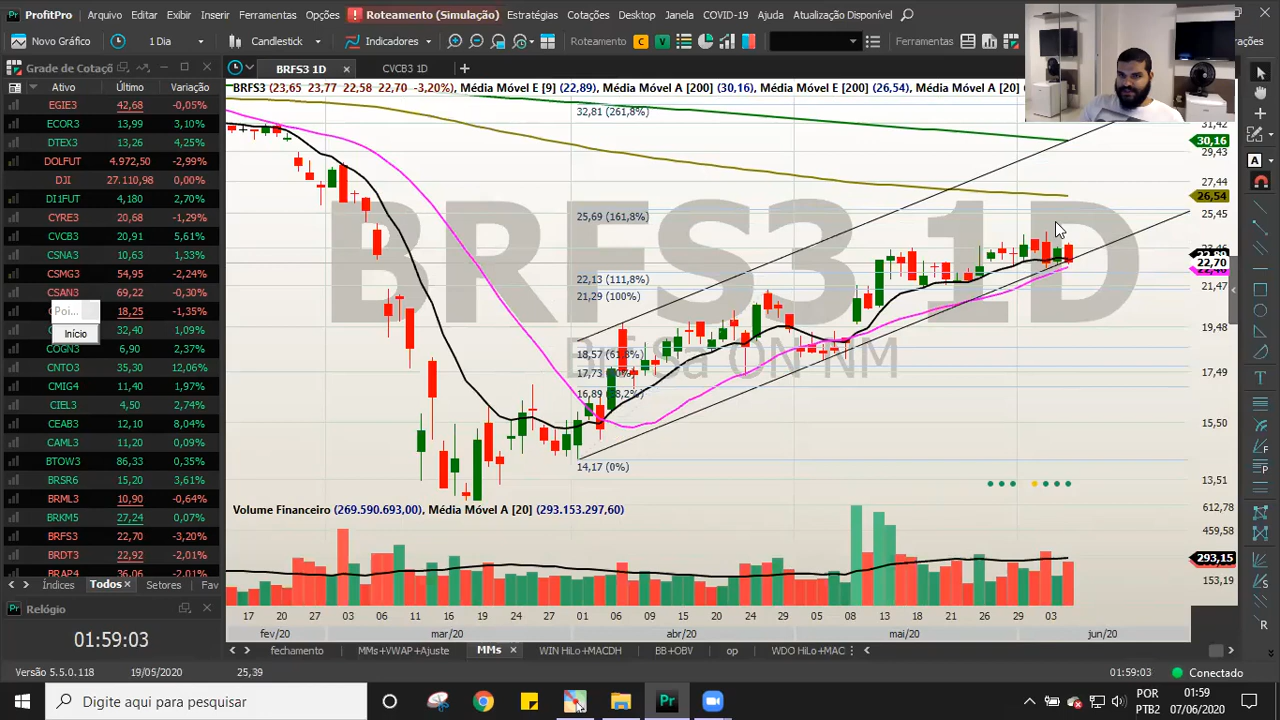 ProfitPro Arquivo Editar Exibir Inserir Ferramentas Opções Roteamento (Simulação) Estratégias Cotações Desktop Janela COVID-19 Ajuda Atualização Disponível
Novo Gráfico 1 Dia Candlestick Indicadores Roteamento C V Ferramentas
Grade de Cotaçõ BRFS3 1D CVCB3 1D
Ativo Último Variação
EGIE3 42,68 -0,05%
ECOR3 13,99 3,10%
DTEX3 13,26 4,25%
DOLFUT 4.972,50 -2,99%
DJI 27.110,98 0,00%
DI1FUT 4,180 2,70%
CYRE3 20,68 -1,29%
CVCB3 20,91 5,61%
CSNA3 10,63 1,53%
CSMG3 54,95 -2,24%
CSAN3 69,22 -0,30%
18,25 -1,35%
32,40 1,09%
COGN3 6,90 2,37%
CNTO3 35,30 12,06%
CMIG4 11,40 1,97%
CIEL3 4,50 2,74%
CEAB3 12,10 8,04%
CAML3 11,20 0,09%
BTOW3 86,33 0,35%
BRSR6 15,20 3,61%
BRML3 10,90 -0,64%
BRKM5 27,24 0,07%
BRFS3 22,70 -3,20%
BRDT3 22,92 -2,01%
BRAP4 36,06 -2,01%
Poi...
Início
Índices Todos Setores Fav
Relógio
01:59:03
BRFS3 (23,65 23,77 22,58 22,70 -3,20%), Média Móvel E [9] (22,89), Média Móvel A [200] (30,16), Média Móvel E [200] (26,54), Média Móvel A [20]
BRFS3 1D
Brf Sa ON NM
32,81 (261,8%)
25,69 (161,8%)
22,13 (111,8%)
21,29 (100%)
18,57 (61,8%)
16,89 (38,2%)
14,17 (0%)
31,42
30,16
29,43
27,44
26,54
25,45
22,70
21,47
19,48
17,49
15,50
13,51
Volume Financeiro (269.590.693,00), Média Móvel A [20] (293.153.297,60)
612,78
459,58
293,15
153,19
17 20 27 03 06 11 16 19 24 27 01 06 09 15 20 24 29 05 08 13 18 21 26 29 03
fev/20 mar/20 abr/20 mai/20 jun/20
fechamento MMs+VWAP+Ajuste MMs WIN HiLo+MACDH BB+OBV op WDO HiLo+MAC
Versão 5.5.0.118 19/05/2020 25,39 01:59:03 Conectado
Digite aqui para pesquisar
Pr
POR
PTB2
01:59
07/06/2020